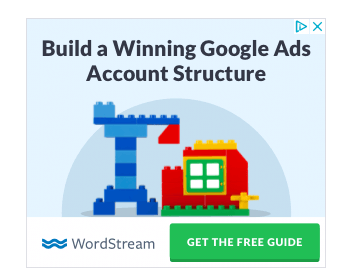 Build a Winning Google Ads
Account Structure
WordStream
GET THE FREE GUIDE